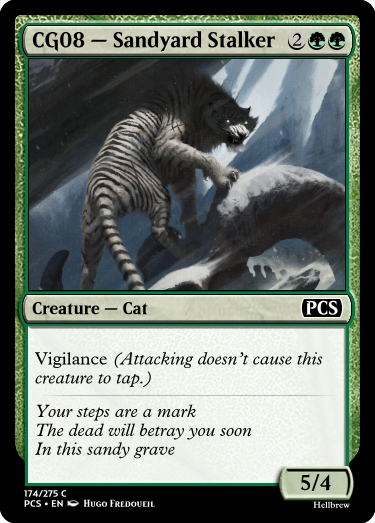 CG08 — Sandyard Stalker 2
Creature — Cat PCS
Vigilance (Attacking doesn't cause this
creature to tap.)
Your steps are a mark
The dead will betray you soon
In this sandy grave
5/4
174/275 C
PCS • EN Hugo Fredoueil
Hellbrew